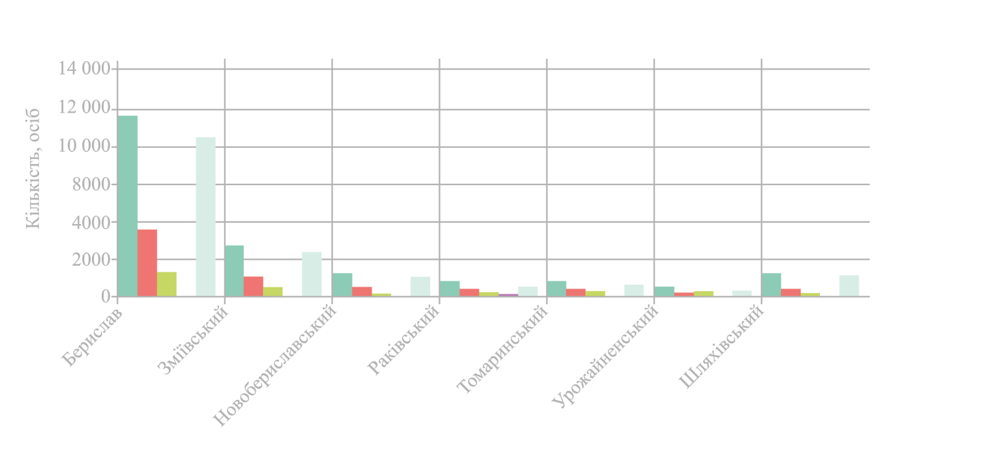 14 000
12 000
10 000
8000
4000
2000
0
Кількість, осіб
Берислав
Зміївський
Новобериславський
Раківський
Томаринський
Урожайненський
Шляхівський